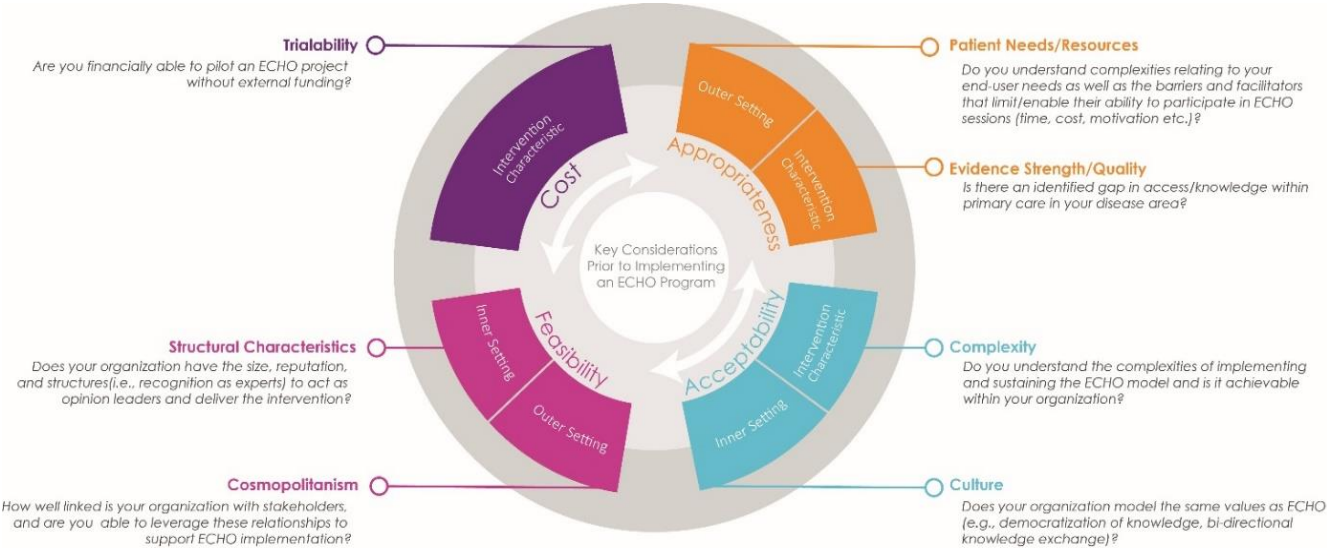 Trialability
Are you financially able to pilot an ECHO project
without external funding?
Structural Characteristics
Does your organization have the size, reputation,
and structures(i.e., recognition as experts) to act as
opinion leaders and deliver the intervention?
Cosmopolitanism
How well linked is your organization with stakeholders,
and are you able to leverage these relationships to
support ECHO implementation?
Intervention
Characteristic
Cost
Outer Setting
Intervention
Characteristic
Appropriateness
Key Considerations
Prior to Implementing
an ECHO Program
Inner Setting
Outer Setting
Feasibility
Intervention
Characteristic
Inner Setting
Acceptability
Patient Needs/Resources
Do you understand complexities relating to your
end-user needs as well as the barriers and facilitators
that limit/enable their ability to participate in ECHO
sessions (time, cost, motivation etc.)?
Evidence Strength/Quality
Is there an identified gap in access/knowledge within
primary care in your disease area?
Complexity
Do you understand the complexities of implementing
and sustaining the ECHO model and is it achievable
within your organization?
Culture
Does your organization model the same values as ECHO
(e.g., democratization of knowledge, bi-directional
knowledge exchange)?